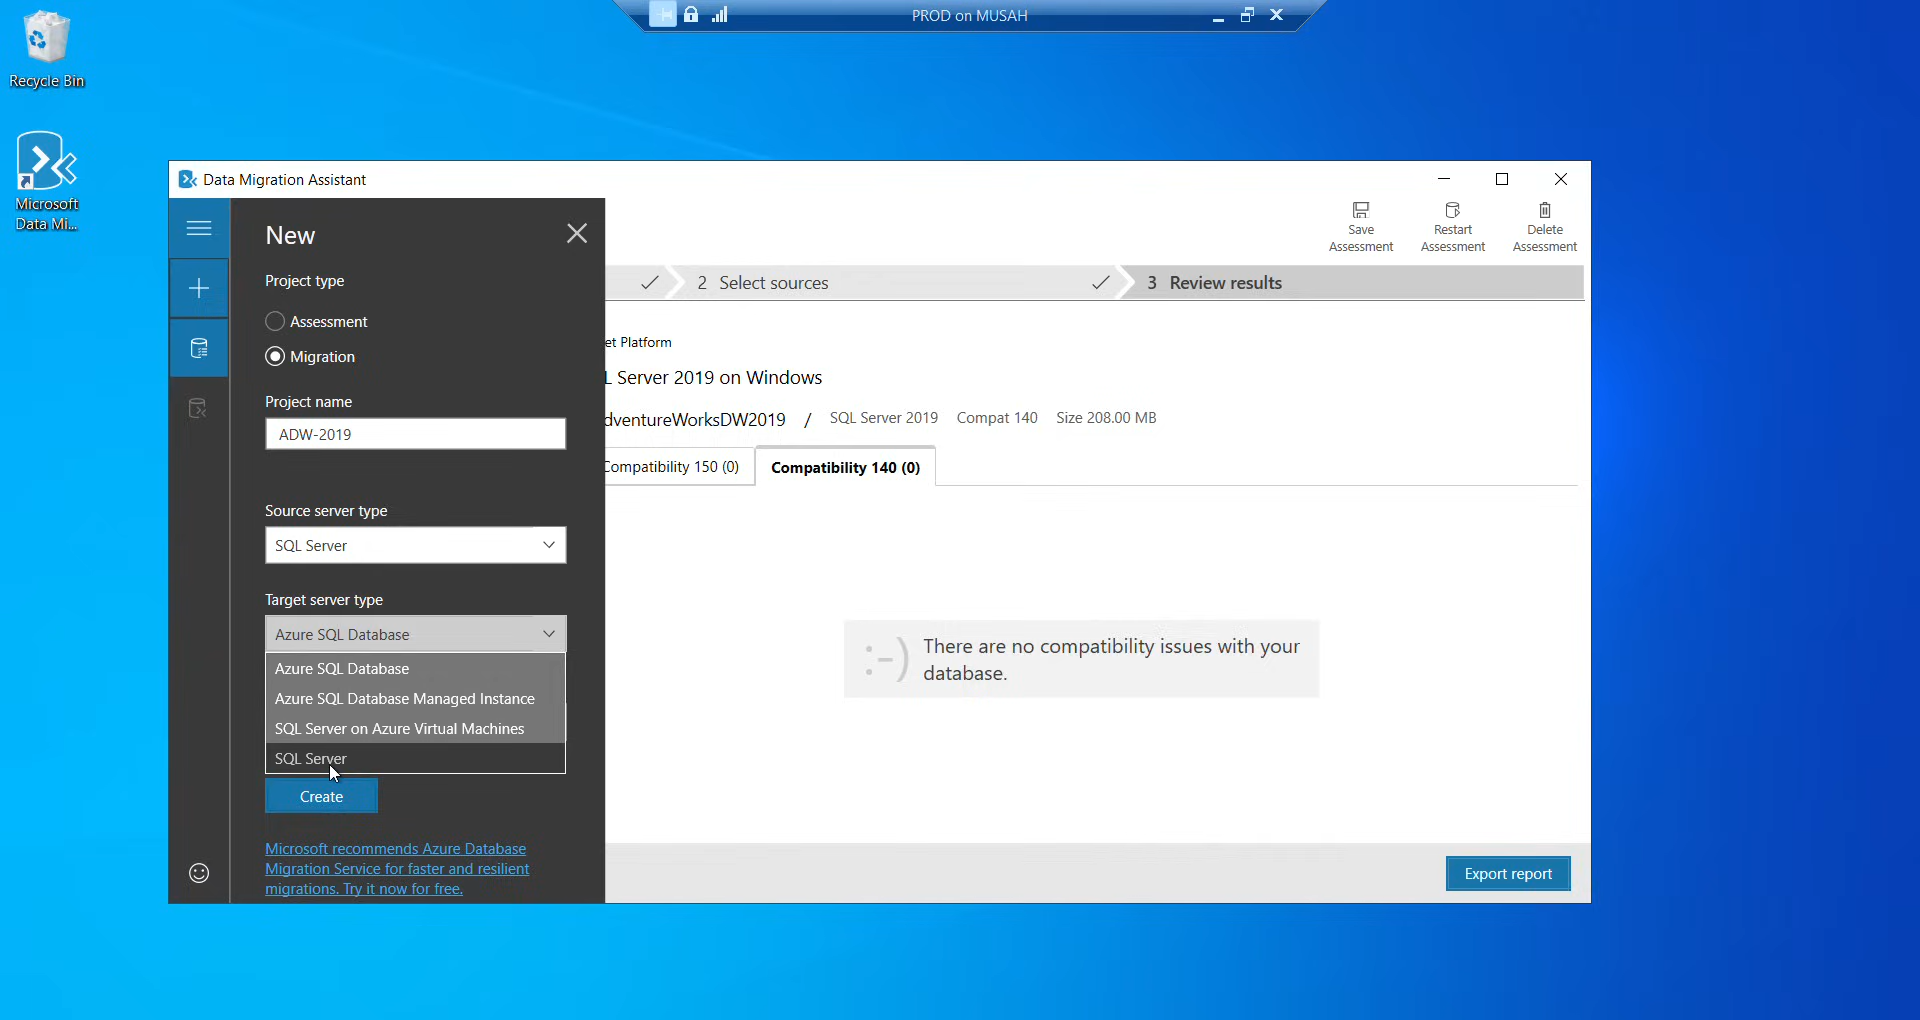 PROD on MUSAH
Recycle Bin
Microsoft
Data Mi...
Data Migration Assistant
New
Project type
Assessment
Migration
Project name
ADW-2019
Source server type
SQL Server
Target server type
Azure SQL Database
Azure SQL Database
Azure SQL Database Managed Instance
SQL Server on Azure Virtual Machines
SQL Server
Create
Microsoft recommends Azure Database
Migration Service for faster and resilient
migrations. Try it now for free.
Save
Assessment
Restart
Assessment
Delete
Assessment
2 Select sources
3 Review results
et Platform
L Server 2019 on Windows
dventureWorksDW2019 / SQL Server 2019 Compat 140 Size 208.00 MB
Compatibility 150 (0)
Compatibility 140 (0)
:-) There are no compatibility issues with your
database.
Export report